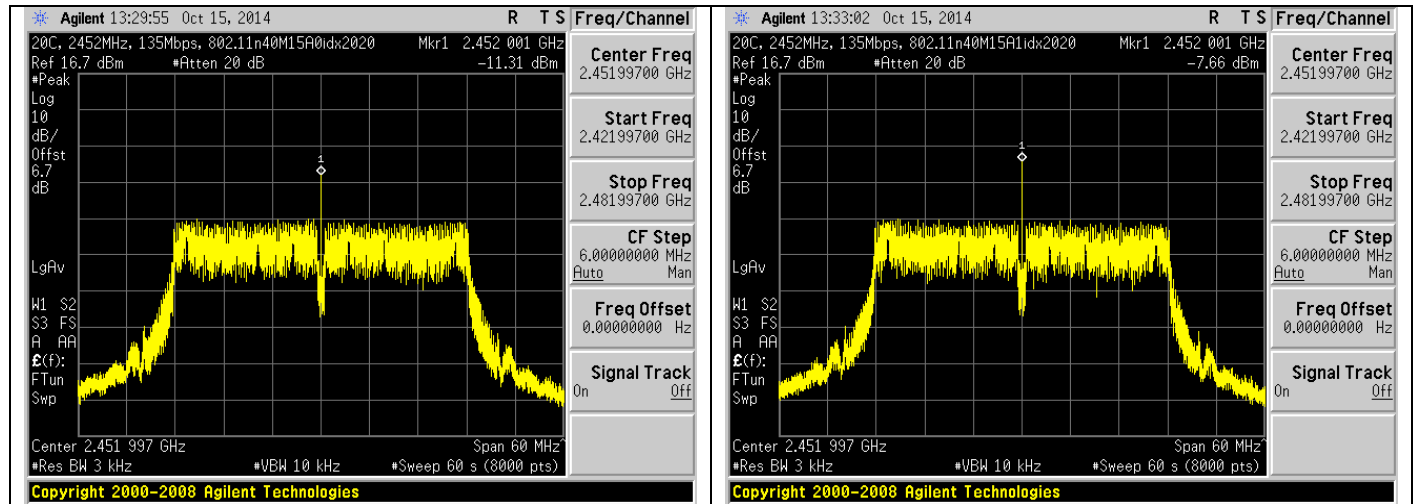 Agilent 13:29:55 Oct 15, 2014 R T S Freq/Channel
20C, 2452MHz, 135Mbps, 802.11n40M15A0idx2020 Mkr1 2.452 001 GHz
Ref 16.7 dBm #Atten 20 dB -11.31 dBm
#Peak
Log
10
dB/
Offst
6.7
dB
1
LgAv
W1 S2
S3 FS
A AA
£(f):
FTun
Swp
Center 2.451 997 GHz Span 60 MHz^
#Res BW 3 kHz #VBW 10 kHz #Sweep 60 s (8000 pts)
Center Freq
2.45199700 GHz
Start Freq
2.42199700 GHz
Stop Freq
2.48199700 GHz
CF Step
6.00000000 MHz
Auto Man
Freq Offset
0.00000000 Hz
Signal Track
On Off
Copyright 2000-2008 Agilent Technologies
Agilent 13:33:02 Oct 15, 2014 R T S Freq/Channel
20C, 2452MHz, 135Mbps, 802.11n40M15A1idx2020 Mkr1 2.452 001 GHz
Ref 16.7 dBm #Atten 20 dB -7.66 dBm
#Peak
Log
10
dB/
Offst
6.7
dB
1
LgAv
W1 S2
S3 FS
A AA
£(f):
FTun
Swp
Center 2.451 997 GHz Span 60 MHz^
#Res BW 3 kHz #VBW 10 kHz #Sweep 60 s (8000 pts)
Center Freq
2.45199700 GHz
Start Freq
2.42199700 GHz
Stop Freq
2.48199700 GHz
CF Step
6.00000000 MHz
Auto Man
Freq Offset
0.00000000 Hz
Signal Track
On Off
Copyright 2000-2008 Agilent Technologies